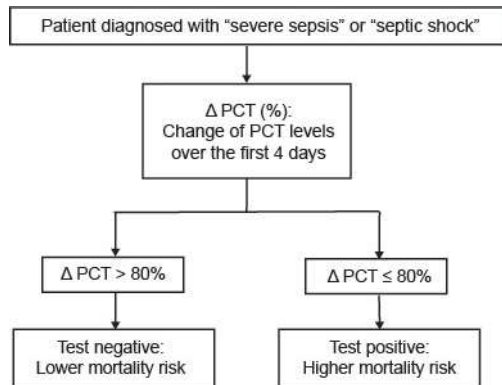 Patient diagnosed with “severe sepsis” or “septic shock”
Δ PCT (%):
Change of PCT levels
over the first 4 days
Δ PCT > 80%
Δ PCT ≤ 80%
Test negative:
Lower mortality risk
Test positive:
Higher mortality risk